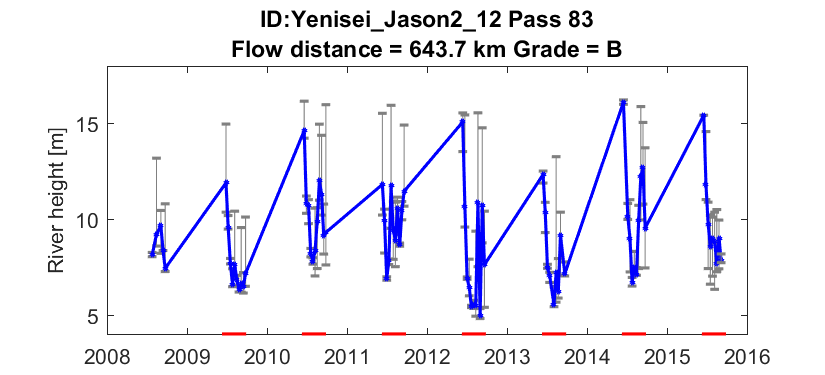 ID:Yenisei_Jason2_12 Pass 83
Flow distance = 643.7 km Grade = B
River height [m]
15
10
5
2008 2009 2010 2011 2012 2013 2014 2015 2016